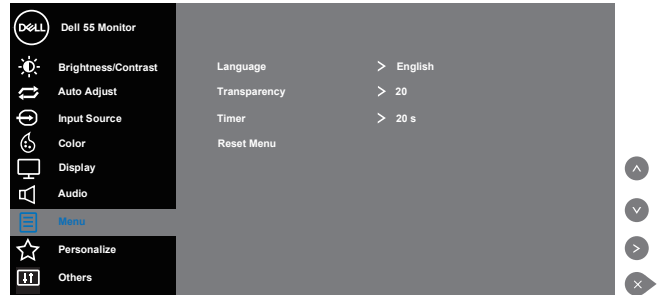 DELL Dell 55 Monitor
Brightness/Contrast
Auto Adjust
Input Source
Color
Display
Audio
Menu
Personalize
Others
Language > English
Transparency > 20
Timer > 20 s
Reset Menu